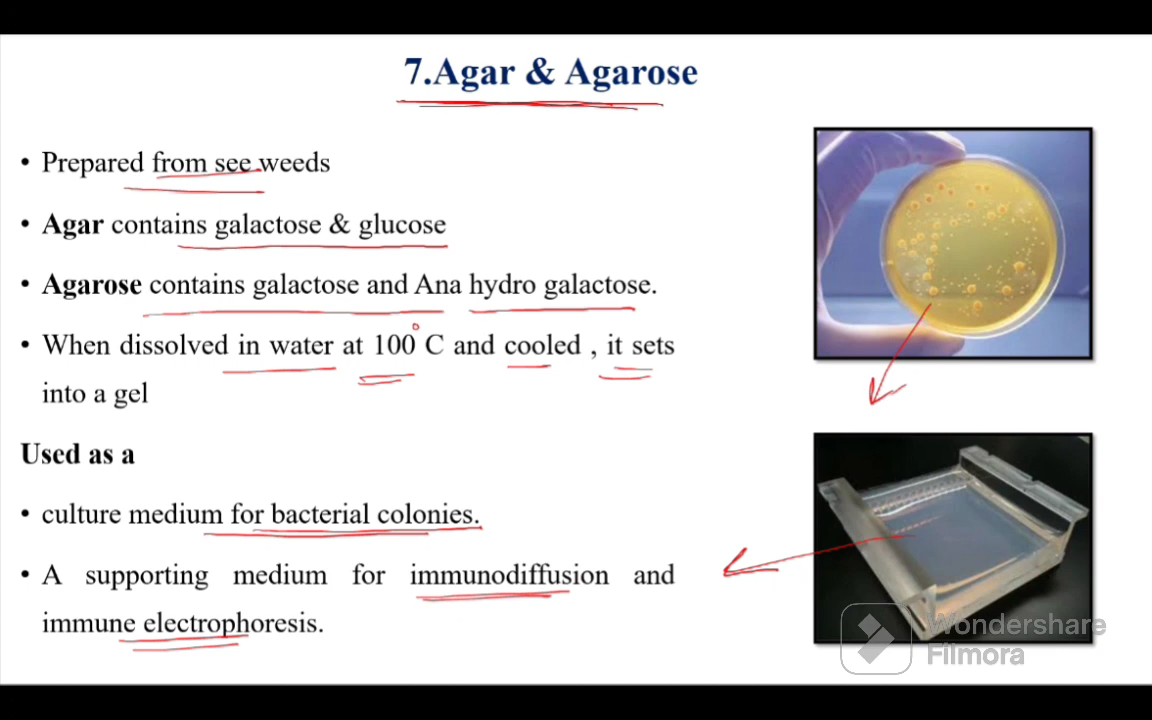 7.Agar & Agarose
• Prepared from see weeds
• Agar contains galactose & glucose
• Agarose contains galactose and Ana hydro galactose.
• When dissolved in water at 100°C and cooled , it sets
into a gel
Used as a
• culture medium for bacterial colonies.
• A supporting medium for immunodiffusion and
immune electrophoresis.
Wondershare
Filmora